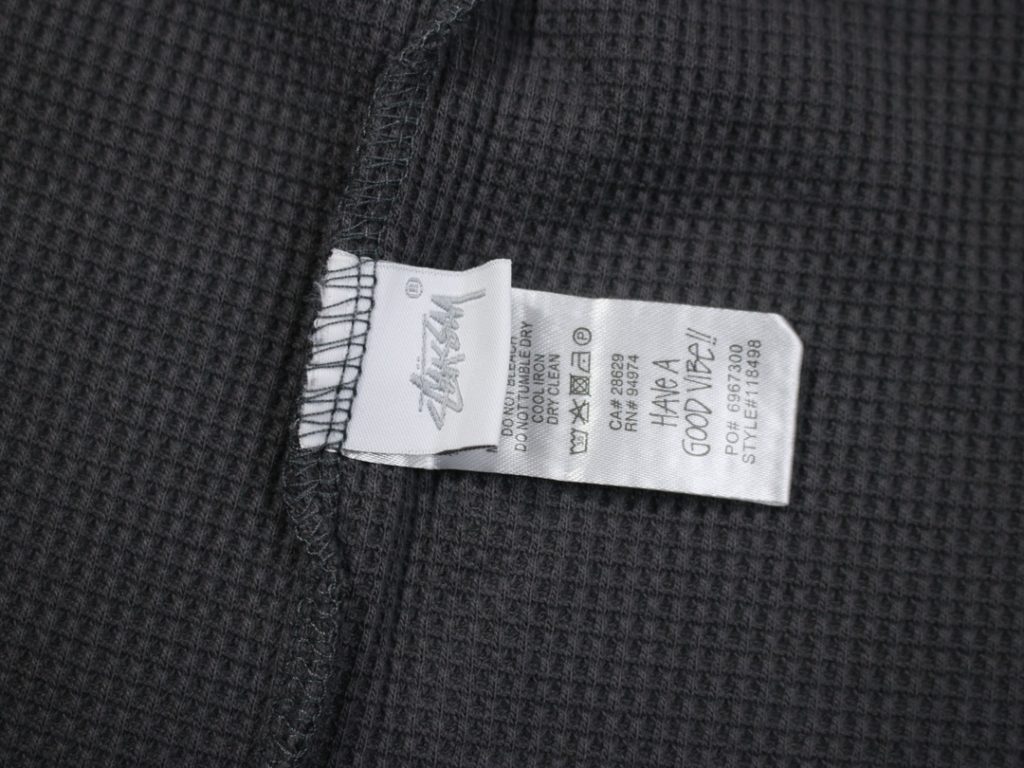 Stüssy
®
DO NOT BLEACH
DO NOT TUMBLE DRY
COOL IRON
DRY CLEAN
P
CA# 28629
RN# 94974
HAVE A
GOOD VIBE!!
PO# 6967300
STYLE#118498